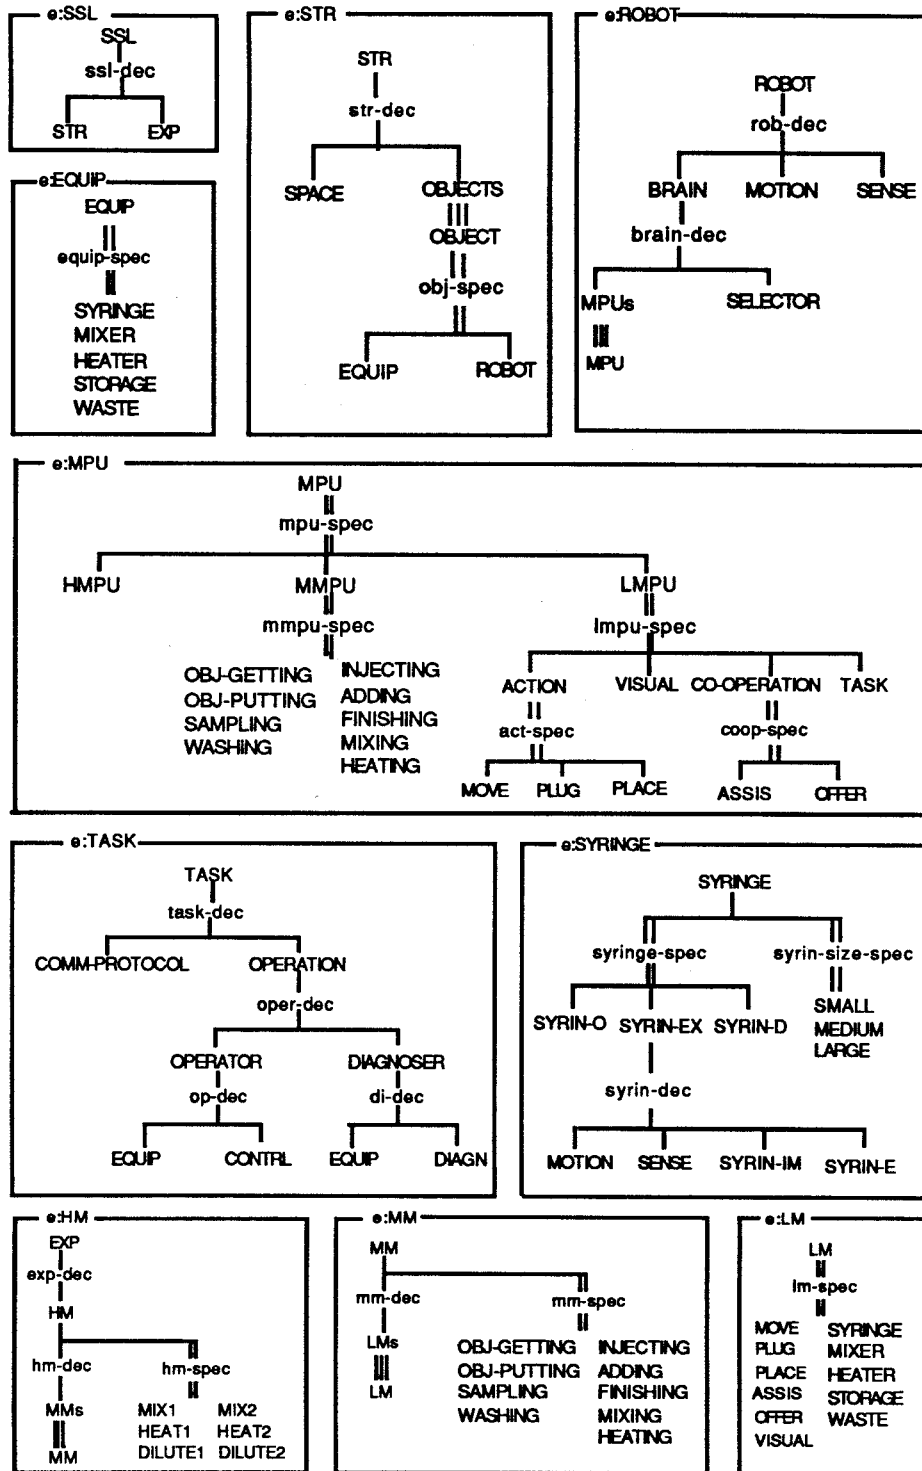 e:SSL
SSL
ssl-dec
STR EXP
e:STR
STR
str-dec
SPACE OBJECTS
OBJECT
obj-spec
EQUIP ROBOT
e:ROBOT
ROBOT
rob-dec
BRAIN MOTION SENSE
brain-dec
MPUs SELECTOR
MPU
e:EQUIP
EQUIP
equip-spec
SYRINGE
MIXER
HEATER
STORAGE
WASTE
e:MPU
MPU
mpu-spec
HMPU MMPU LMPU
mmpu-spec
OBJ-GETTING INJECTING
OBJ-PUTTING ADDING
SAMPLING FINISHING
WASHING MIXING
HEATING
lmpu-spec
ACTION VISUAL CO-OPERATION TASK
act-spec coop-spec
MOVE PLUG PLACE ASSIS OFFER
e:TASK
TASK
task-dec
COMM-PROTOCOL OPERATION
oper-dec
OPERATOR DIAGNOSER
op-dec di-dec
EQUIP CONTRL EQUIP DIAGN
e:SYRINGE
SYRINGE
syringe-spec syrin-size-spec
SMALL
MEDIUM
LARGE
SYRIN-O SYRIN-EX SYRIN-D
syrin-dec
MOTION SENSE SYRIN-IM SYRIN-E
e:HM
EXP
exp-dec
HM
hm-dec hm-spec
MMs MIX1 MIX2
HEAT1 HEAT2
MM DILUTE1 DILUTE2
e:MM
MM
mm-dec mm-spec
LMs OBJ-GETTING INJECTING
OBJ-PUTTING ADDING
LM SAMPLING FINISHING
WASHING MIXING
HEATING
e:LM
LM
lm-spec
MOVE SYRINGE
PLUG MIXER
PLACE HEATER
ASSIS STORAGE
OFFER WASTE
VISUAL